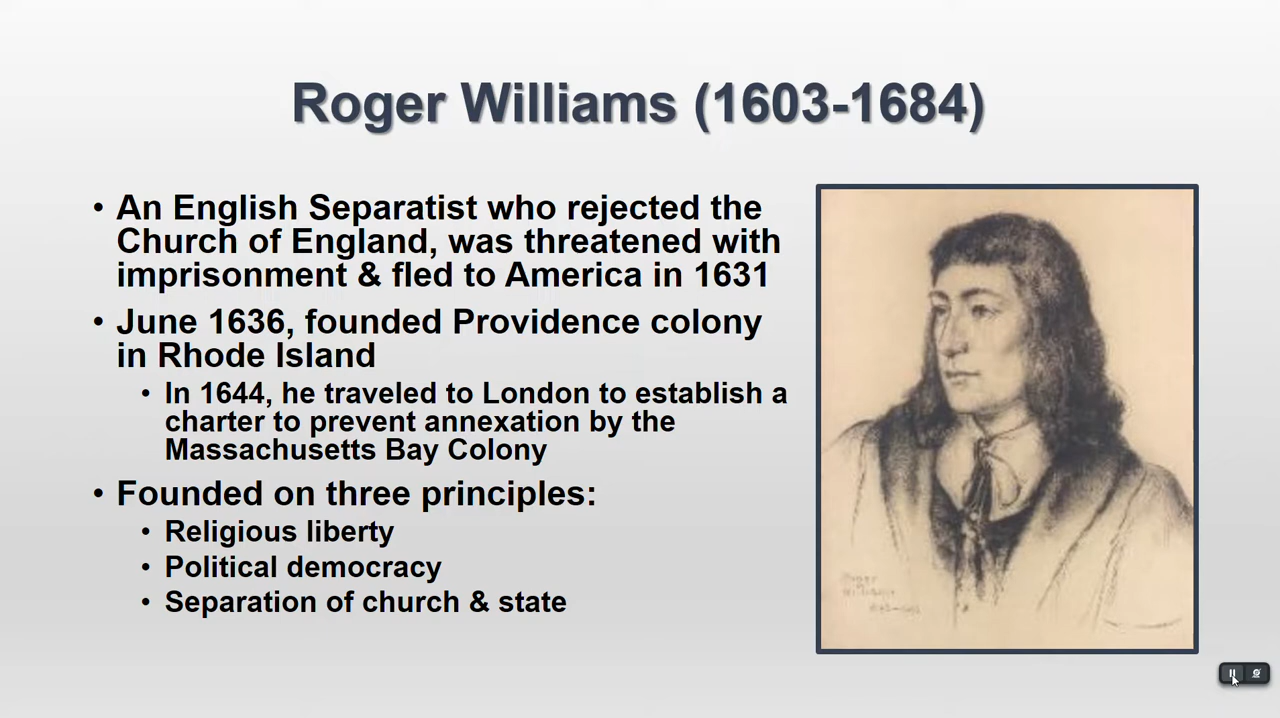 Roger Williams (1603-1684)
• An English Separatist who rejected the
Church of England, was threatened with
imprisonment & fled to America in 1631
• June 1636, founded Providence colony
in Rhode Island
• In 1644, he traveled to London to establish a
charter to prevent annexation by the
Massachusetts Bay Colony
• Founded on three principles:
• Religious liberty
• Political democracy
• Separation of church & state